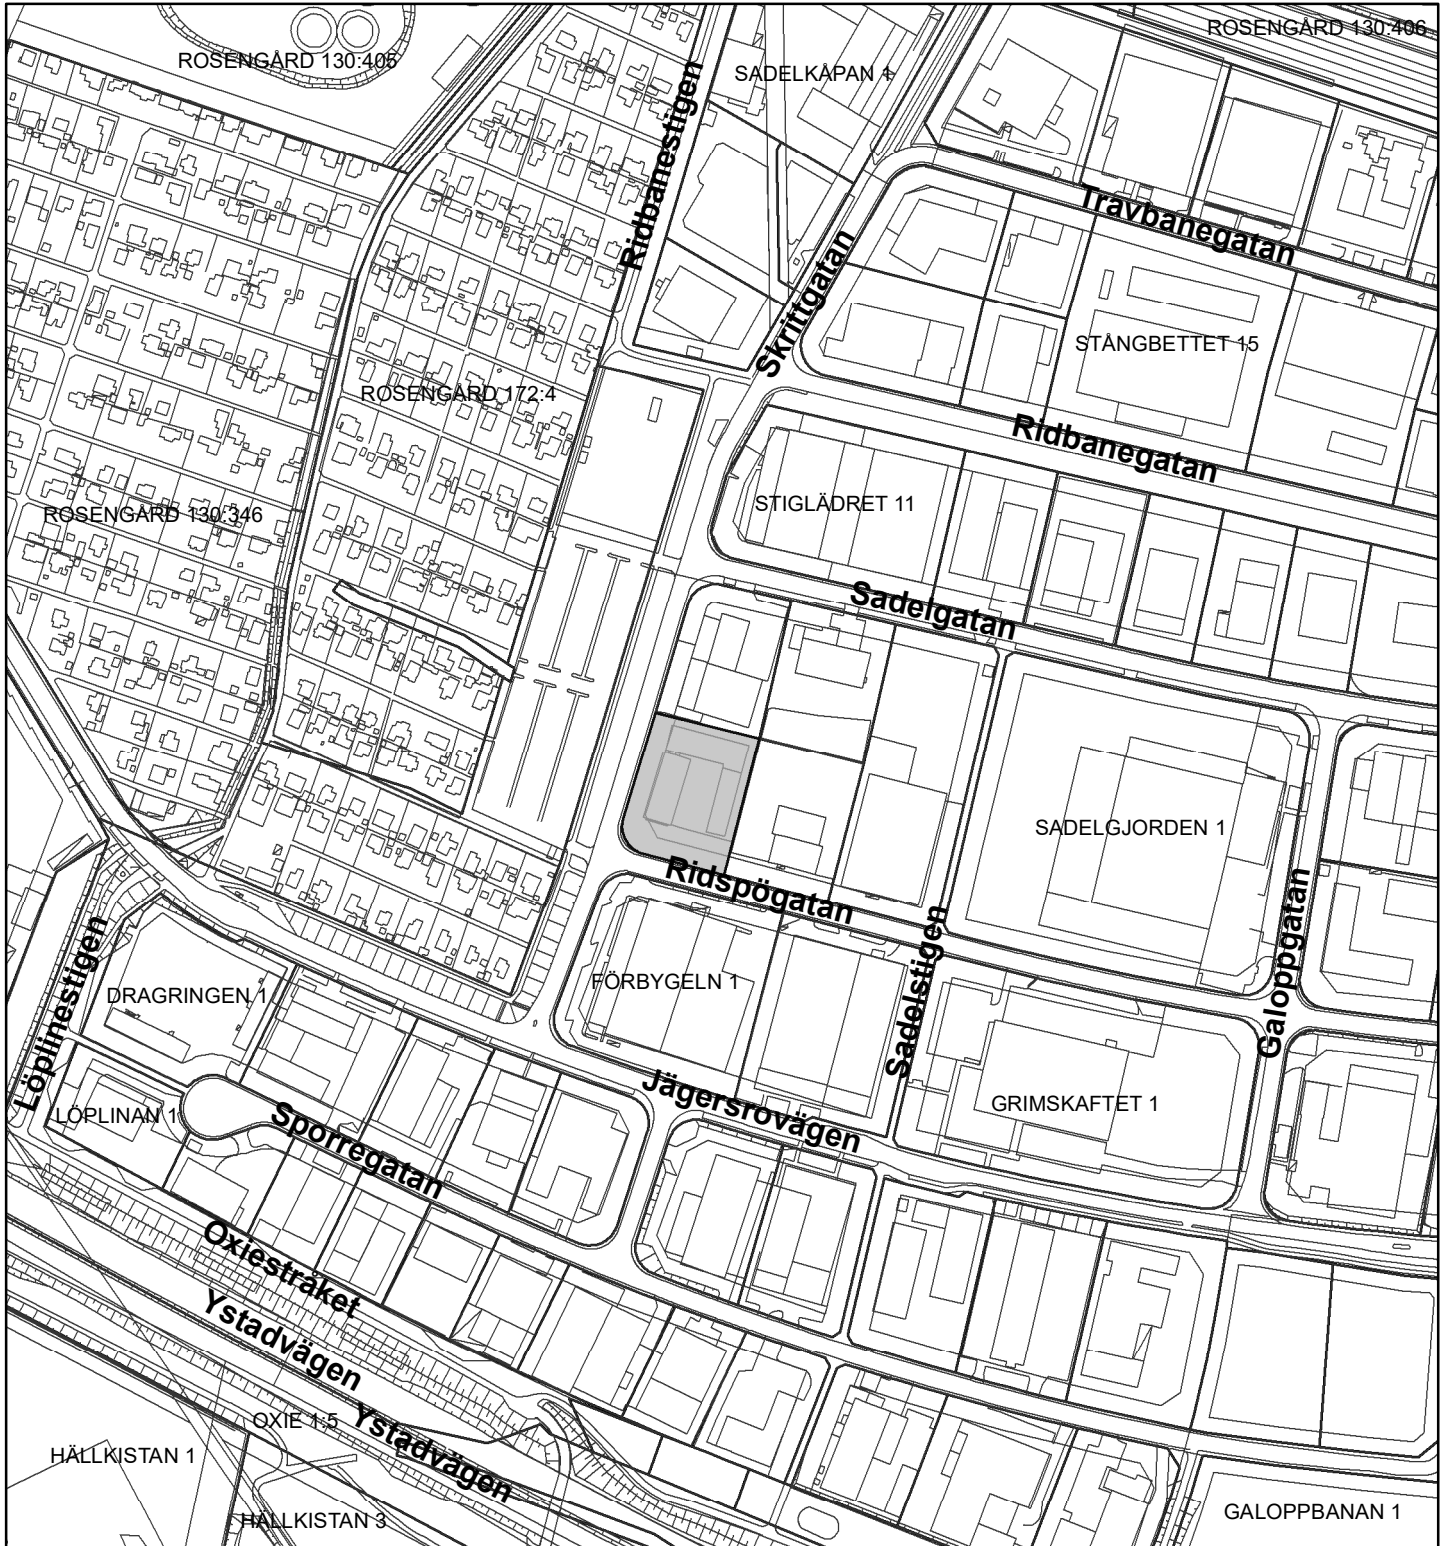 ROSENGÅRD 130:406
ROSENGÅRD 130:405
SADELKÅPAN 1
Ridbanestigen
Travbanegatan
Skrittgatan
STÅNGBETTET 15
ROSENGÅRD 172:4
Ridbanegatan
STIGLÄDRET 11
ROSENGÅRD 130:346
Sadelgatan
SADELGJORDEN 1
Ridspögatan
Galoppgatan
Löplinestigen
DRAGRINGEN 1
FÖRBYGELN 1
Sadelstigen
Jägersrovägen
GRIMSKAFTET 1
LÖPLINAN 1
Sporregatan
Oxiestråket
Ystadvägen
OXIE 1:5
Ystadvägen
HÄLLKISTAN 1
GALOPPBANAN 1
HÄLLKISTAN 3